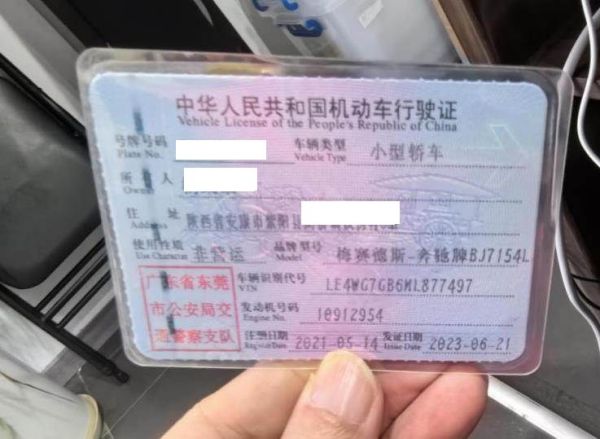 中华人民共和国机动车行驶证
Vehicle License of the People's Republic of China
号牌号码 Plate No. 车辆类型 Vehicle Type 小型轿车
所 有 人 Owner
住 址 Address 陕西省安康市紫阳县
使用性质 Use Character 非营运 品牌型号 Model 梅赛德斯-奔驰牌BJ7154L
广东省东莞市公安局交通警察支队
车辆识别代号 VIN LE4WG7GB6ML877497
发动机号码 Engine No. 10912954
注册日期 Register Date 2021-05-14 发证日期 Issue Date 2023-06-21